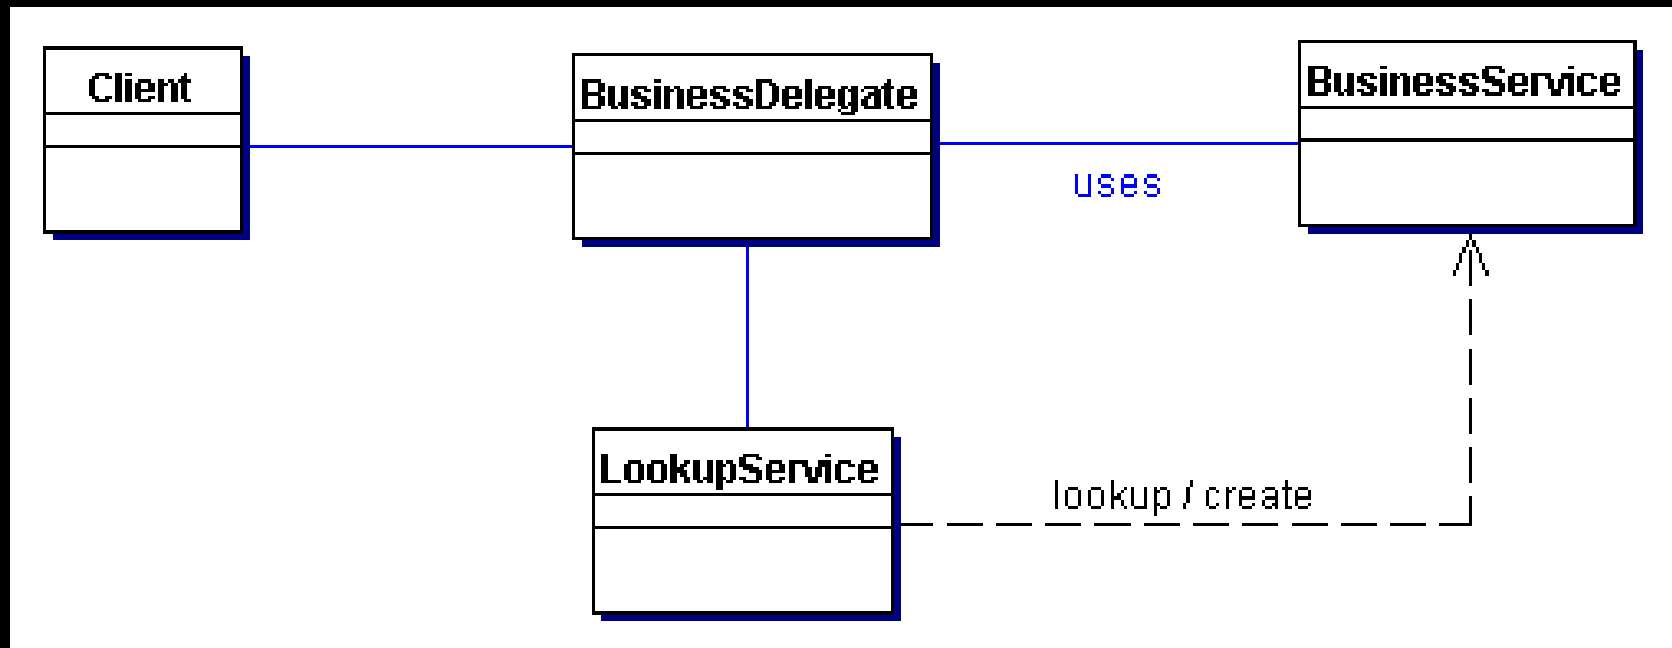 Client
BusinessDelegate
BusinessService
uses
LookupService
lookup / create